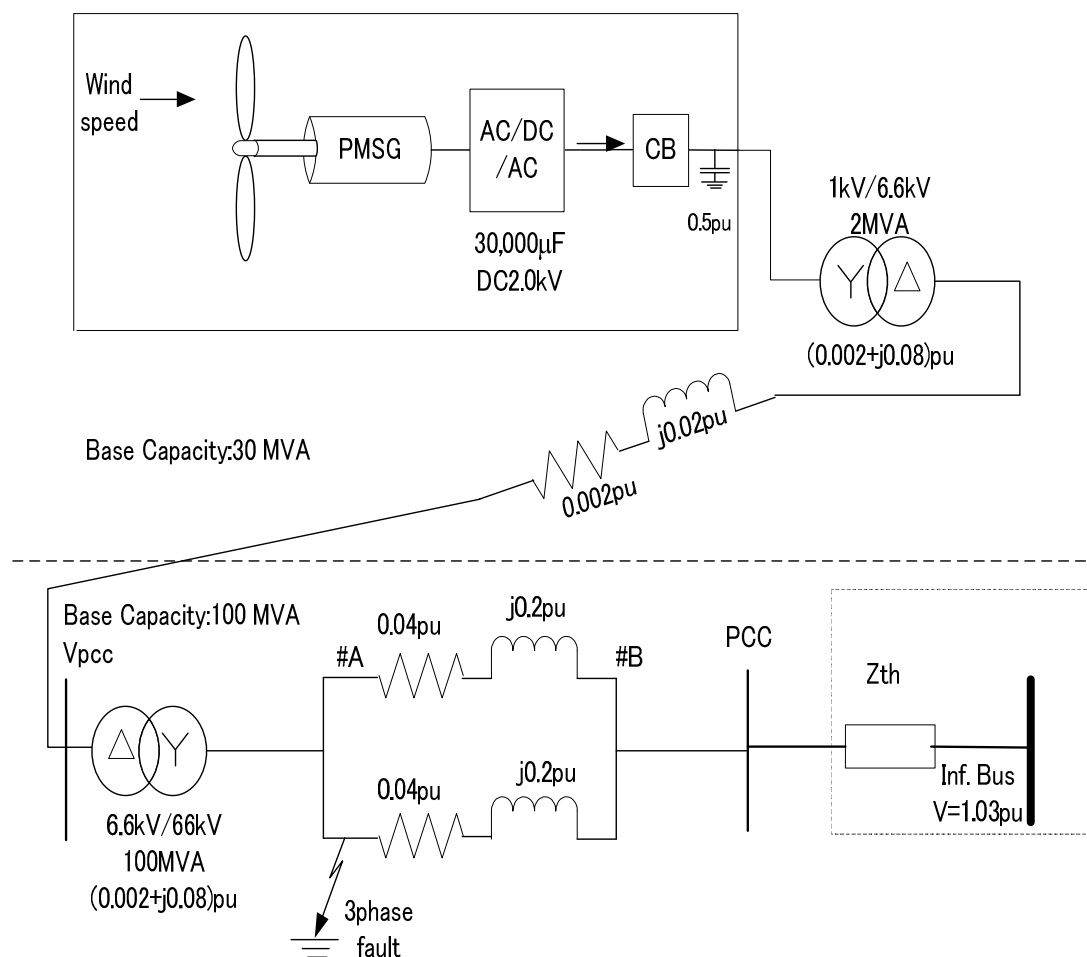 Wind
speed
PMSG
AC/DC
/AC
CB
30,000μF
DC2.0kV
0.5pu
1kV/6.6kV
2MVA
Y
Δ
(0.002+j0.08)pu
j0.02pu
0.002pu
Base Capacity:30 MVA
Base Capacity:100 MVA
Vpcc
Δ
Y
6.6kV/66kV
100MVA
(0.002+j0.08)pu
#A
0.04pu
j0.2pu
#B
0.04pu
j0.2pu
3phase
fault
PCC
Zth
Inf. Bus
V=1.03pu